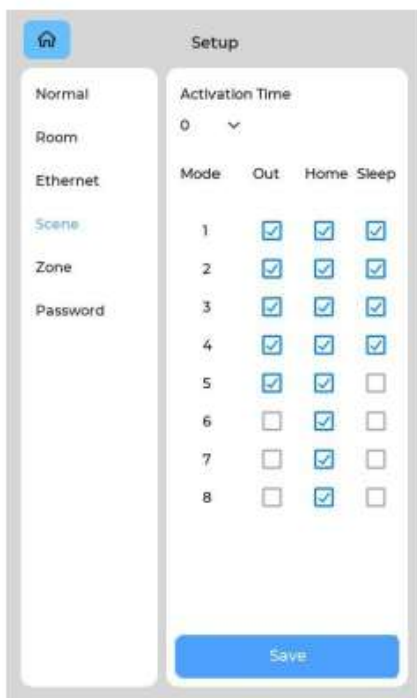 Setup
Normal
Room
Ethernet
Scene
Zone
Password
Activation Time
0
Mode Out Home Sleep
1
2
3
4
5
6
7
8
Save